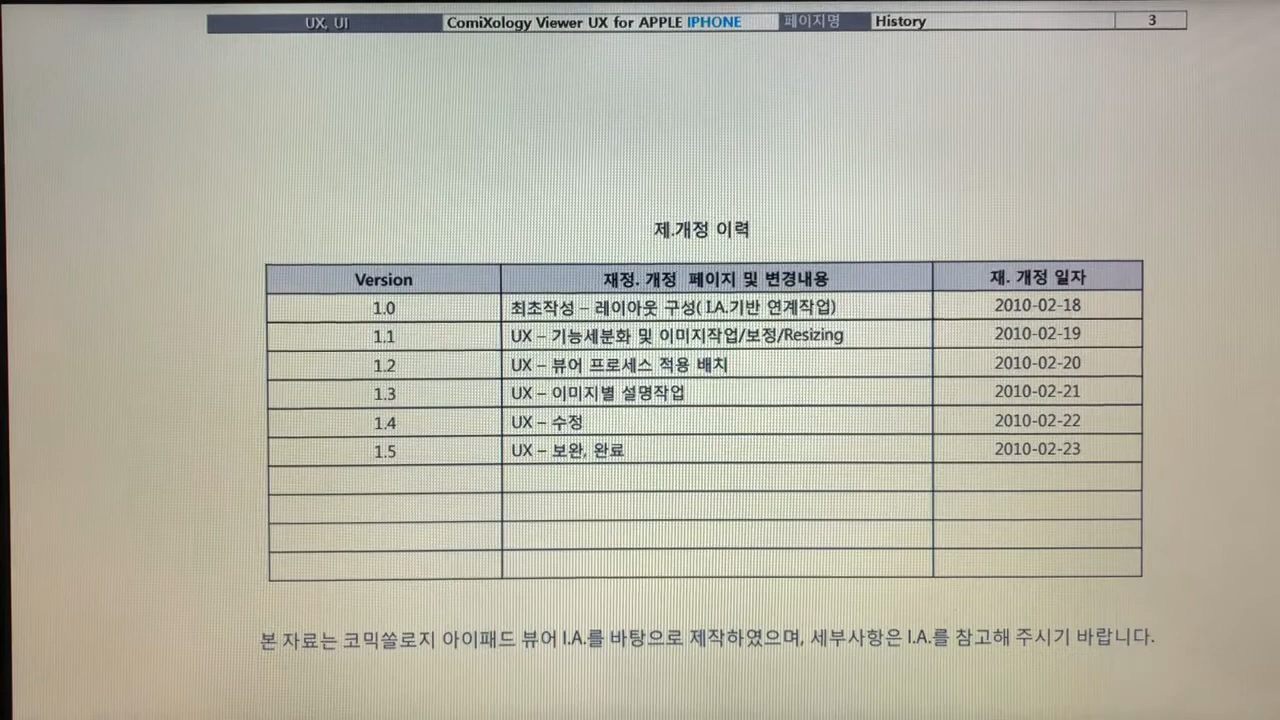 UX, UI ComiXology Viewer UX for APPLE IPHONE 페이지명 History 3
제.개정 이력
Version 재정. 개정 페이지 및 변경내용 재. 개정 일자
1.0 최초작성 – 레이아웃 구성( I.A.기반 연계작업) 2010-02-18
1.1 UX – 기능세분화 및 이미지작업/보정/Resizing 2010-02-19
1.2 UX – 뷰어 프로세스 적용 배치 2010-02-20
1.3 UX – 이미지별 설명작업 2010-02-21
1.4 UX – 수정 2010-02-22
1.5 UX – 보완, 완료 2010-02-23
본 자료는 코믹쏠로지 아이패드 뷰어 I.A.를 바탕으로 제작하였으며, 세부사항은 I.A.를 참고해 주시기 바랍니다.